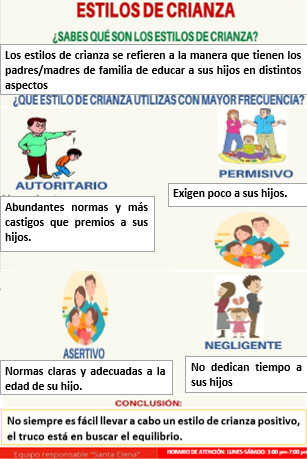 ESTILOS DE CRIANZA
¿SABES QUÉ SON LOS ESTILOS DE CRIANZA?
Los estilos de crianza se refieren a la manera que tienen los
padres/madres de familia de educar a sus hijos en distintos
aspectos
¿QUE ESTILO DE CRIANZA UTILIZAS CON MAYOR FRECUENCIA?
AUTORITARIO
Abundantes normas y más
castigos que premios a sus
hijos.
PERMISIVO
Exigen poco a sus hijos.
ASERTIVO
Normas claras y adecuadas a la
edad de su hijo.
NEGLIGENTE
No dedican tiempo a
sus hijos
CONCLUSIÓN:
No siempre es fácil llevar a cabo un estilo de crianza positivo,
el truco está en buscar el equilibrio.
Equipo responsable "Santa Elena"
HORARIO DE ATENCIÓN: LUNES-SÁBADO: 3:00 pm-7:00